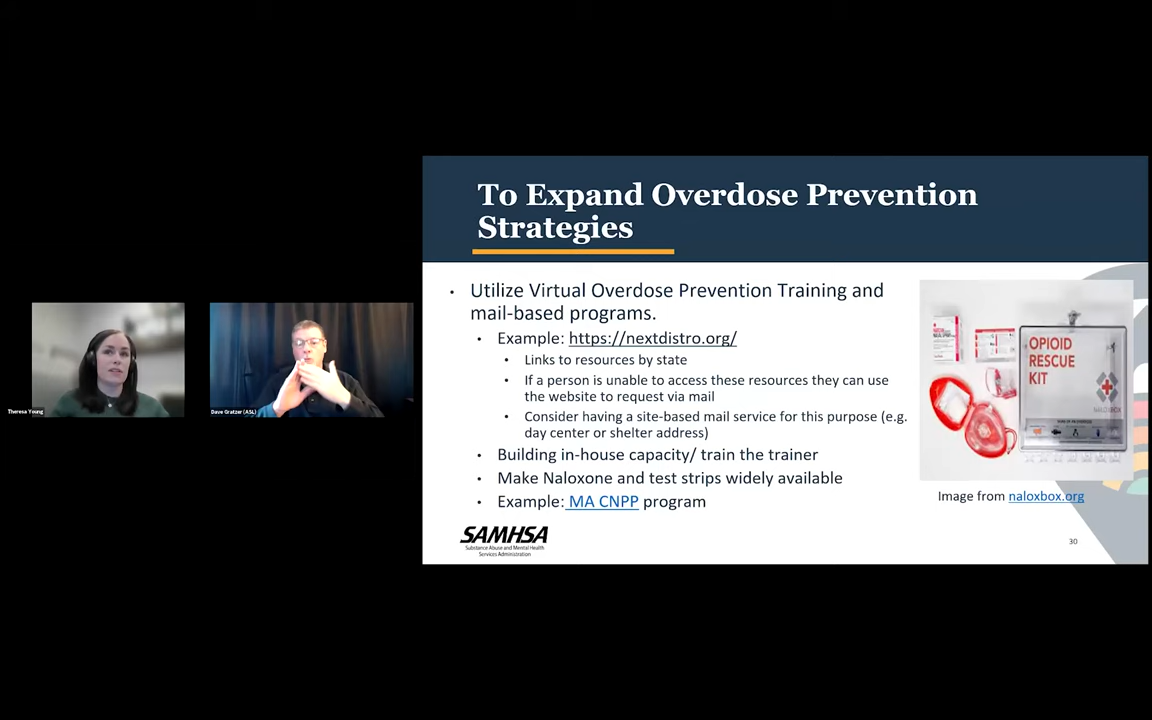 To Expand Overdose Prevention
Strategies
• Utilize Virtual Overdose Prevention Training and
mail-based programs.
• Example: https://nextdistro.org/
• Links to resources by state
• If a person is unable to access these resources they can use
the website to request via mail
• Consider having a site-based mail service for this purpose (e.g.
day center or shelter address)
• Building in-house capacity/ train the trainer
• Make Naloxone and test strips widely available
• Example: MA CNPP program
OPIOID
RESCUE
KIT
NALOXBOX
Image from naloxbox.org
SAMHSA
Substance Abuse and Mental Health
Services Administration
30
Theresa Young
Dave Gratzer (ASL)